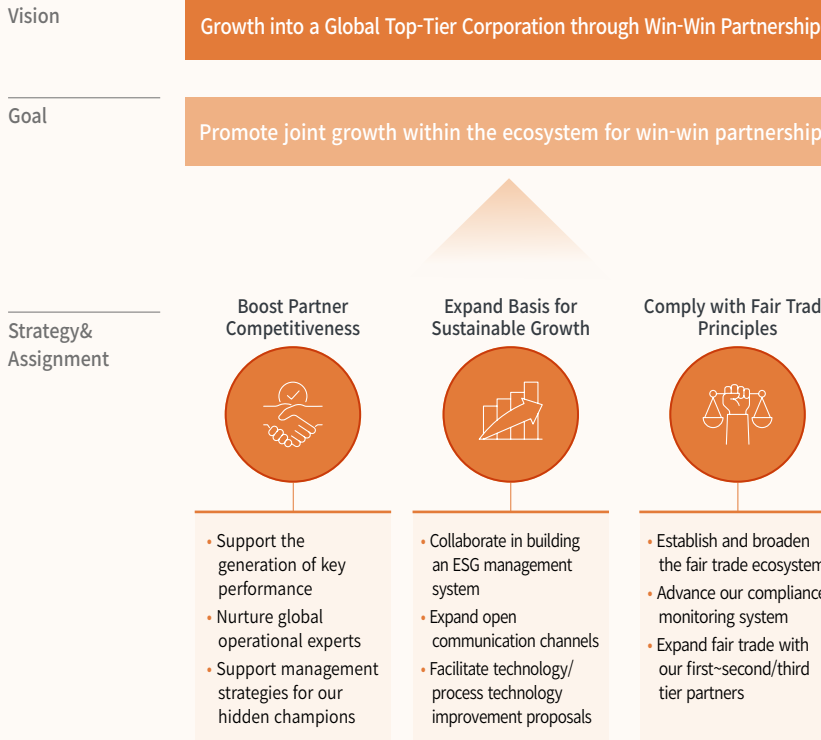 Vision
Growth into a Global Top-Tier Corporation through Win-Win Partnership
Goal
Promote joint growth within the ecosystem for win-win partnership
Strategy&
Assignment
Boost Partner
Competitiveness
Expand Basis for
Sustainable Growth
Comply with Fair Trad
Principles
• Support the
generation of key
performance
• Nurture global
operational experts
• Support management
strategies for our
hidden champions
• Collaborate in building
an ESG management
system
• Expand open
communication channels
• Facilitate technology/
process technology
improvement proposals
• Establish and broaden
the fair trade ecosystem
• Advance our compliance
monitoring system
• Expand fair trade with
our first~second/third
tier partners